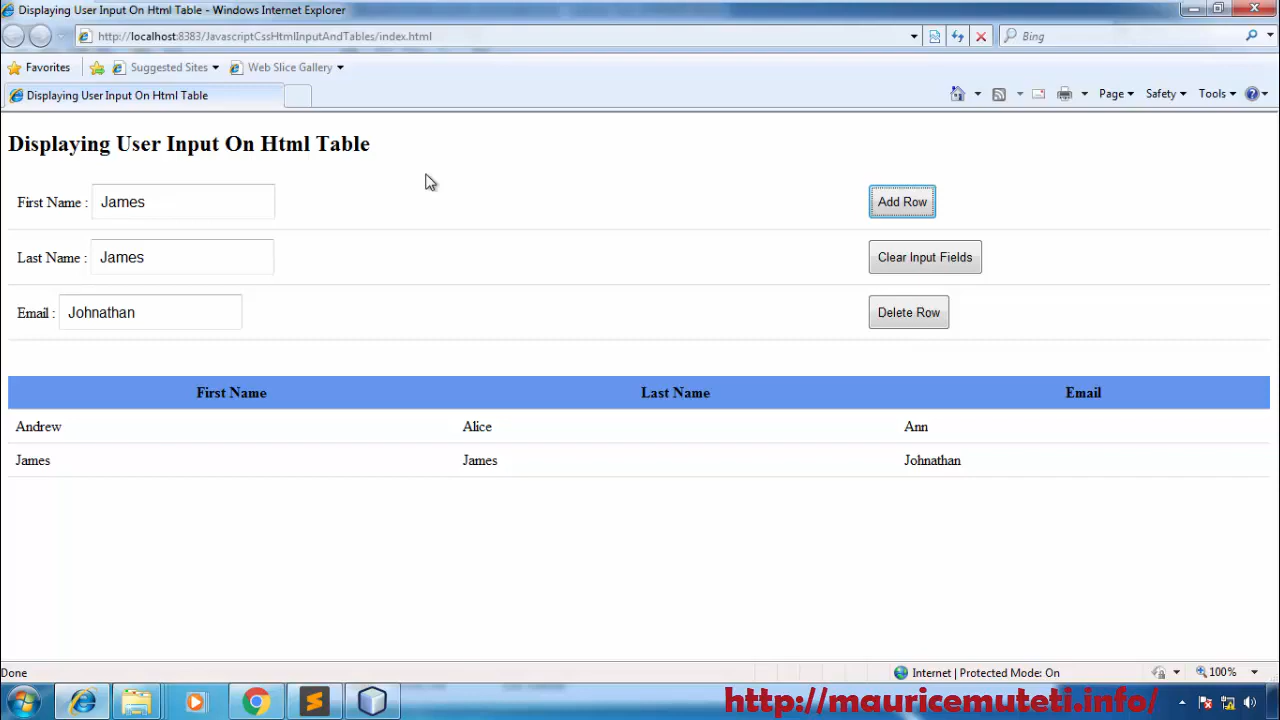 Displaying User Input On Html Table - Windows Internet Explorer
http://localhost:8383/JavascriptCssHtmlInputAndTables/index.html
Bing
Favorites Suggested Sites Web Slice Gallery
Displaying User Input On Html Table
Page Safety Tools
Displaying User Input On Html Table
First Name : James Add Row
Last Name : James Clear Input Fields
Email : Johnathan Delete Row
First Name Last Name Email
Andrew Alice Ann
James James Johnathan
Done Internet | Protected Mode: On 100%
http://mauricemuteti.info/